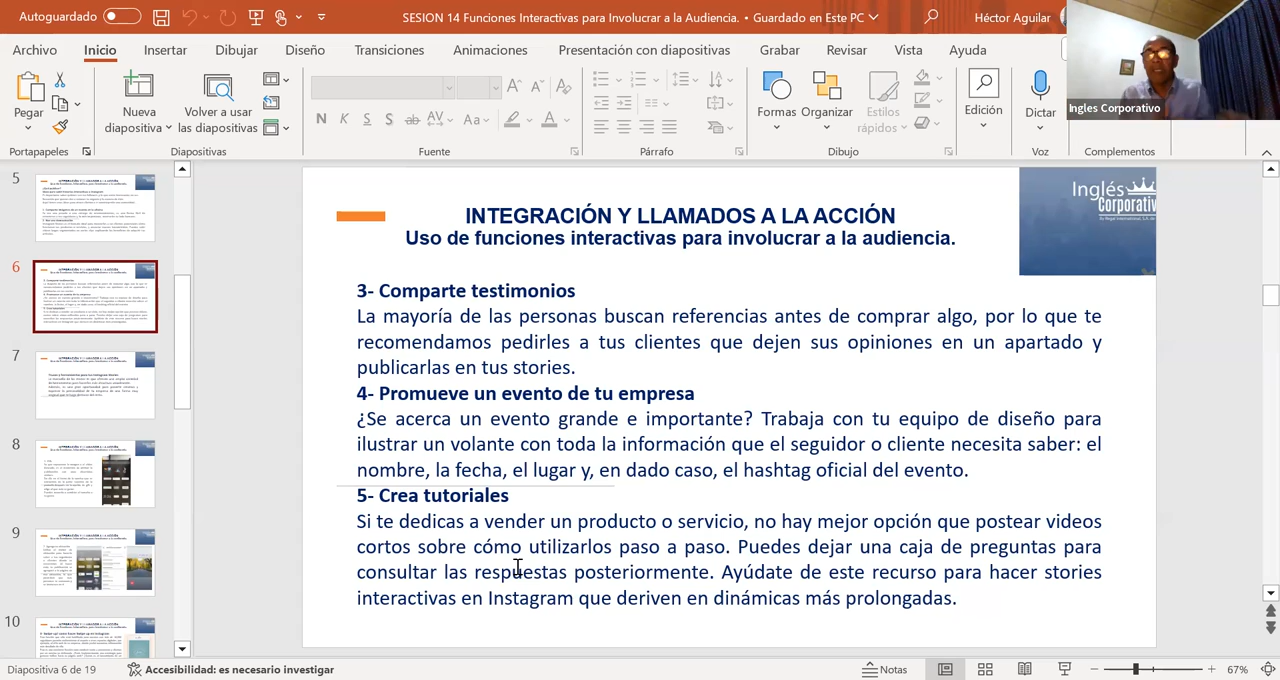 Autoguardado
SESION 14 Funciones Interactivas para Involucrar a la Audiencia. • Guardado en Este PC
Héctor Aguilar
Archivo Inicio Insertar Dibujar Diseño Transiciones Animaciones Presentación con diapositivas Grabar Revisar Vista Ayuda
Pegar
Nueva diapositiva
Volver a usar las diapositivas
N K S S ab AV Aa A
Formas
Organizar
Estilos rápidos
Edición
Dictar
Ingles Corporativo
Portapapeles Diapositivas Fuente Párrafo Dibujo Voz Complementos
5
6
7
8
9
10
Inglés
Corporativo
INTEGRACIÓN Y LLAMADOS A LA ACCIÓN
Uso de funciones interactivas para involucrar a la audiencia.
3- Comparte testimonios
La mayoría de las personas buscan referencias antes de comprar algo, por lo que te
recomendamos pedirles a tus clientes que dejen sus opiniones en un apartado y
publicarlas en tus stories.
4- Promueve un evento de tu empresa
¿Se acerca un evento grande e importante? Trabaja con tu equipo de diseño para
ilustrar un volante con toda la información que el seguidor o cliente necesita saber: el
nombre, la fecha, el lugar y, en dado caso, el hashtag oficial del evento.
5- Crea tutoriales
Si te dedicas a vender un producto o servicio, no hay mejor opción que postear videos
cortos sobre cómo utilizarlos paso a paso. Puedes dejar una caja de preguntas para
consultar las respuestas posteriormente. Ayúdate de este recurso para hacer stories
interactivas en Instagram que deriven en dinámicas más prolongadas.
Diapositiva 6 de 19 Accesibilidad: es necesario investigar Notas 67%